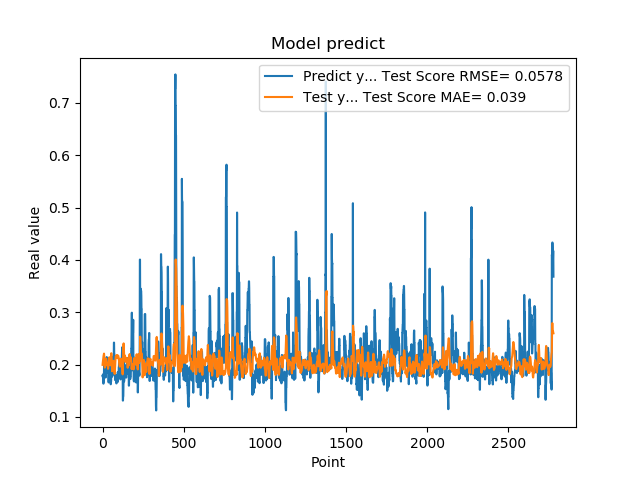 Model predict
Predict y... Test Score RMSE= 0.0578
Test y... Test Score MAE= 0.039
Real value
0.7
0.6
0.5
0.4
0.3
0.2
0.1
0
500
1000
1500
2000
2500
Point